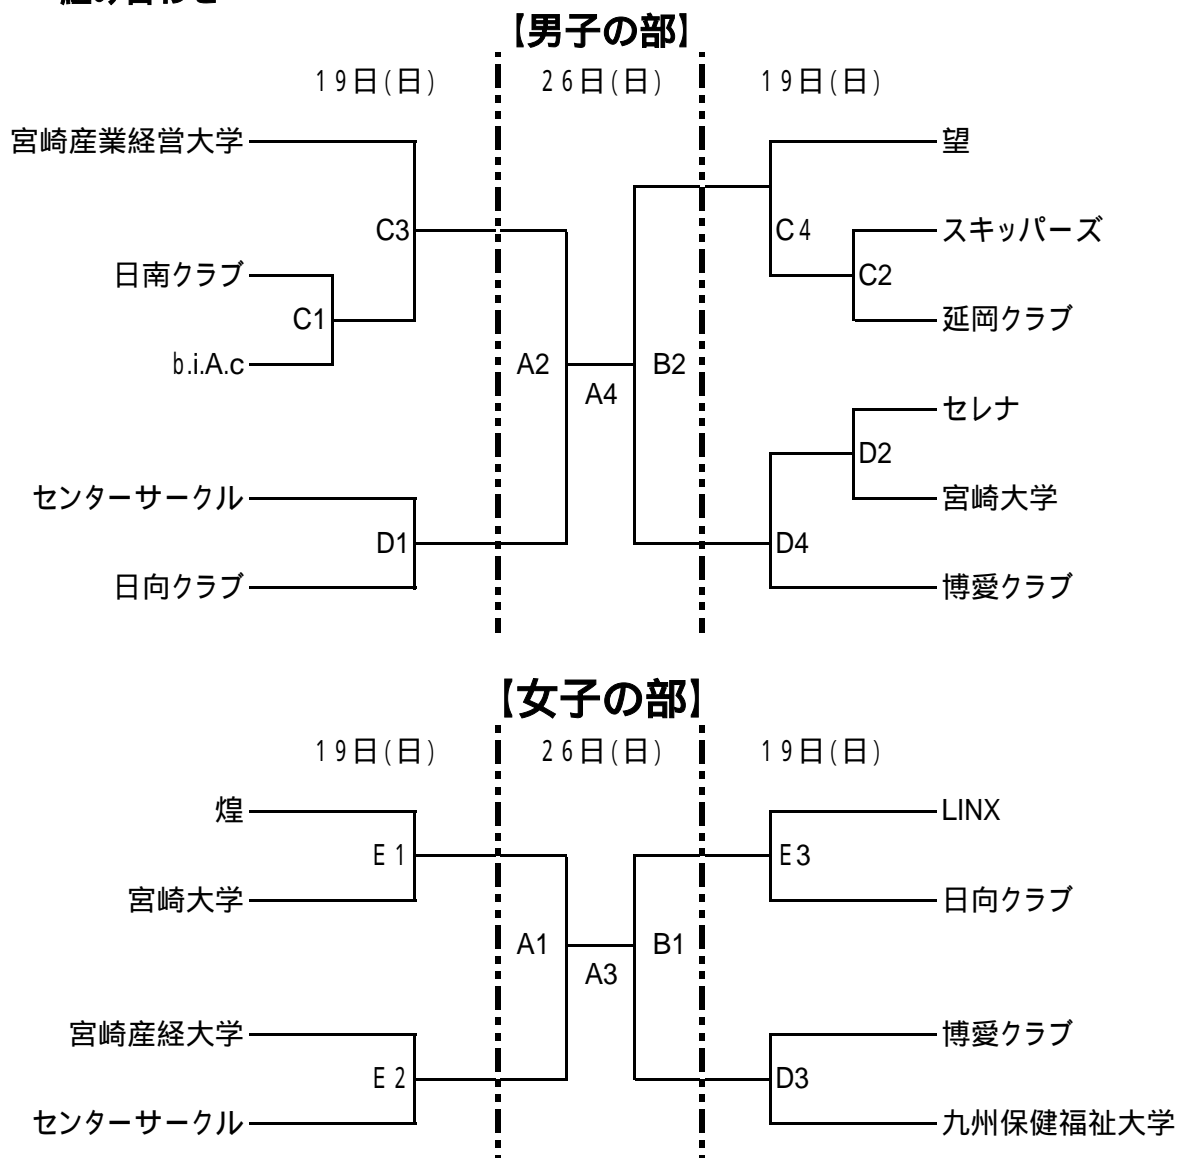 組み合わせ
【男子の部】
19日(日) 26日(日) 19日(日)
宮崎産業経営大学 望
C3 C4 スキッパーズ
日南クラブ C2
C1 延岡クラブ
b.i.A.c A2 B2
A4 セレナ
D2
センターサークル 宮崎大学
D1 D4
日向クラブ 博愛クラブ
【女子の部】
19日(日) 26日(日) 19日(日)
煌 LINX
E1 E3
宮崎大学 日向クラブ
A1 B1
A3
宮崎産経大学 博愛クラブ
E2 D3
センターサークル 九州保健福祉大学